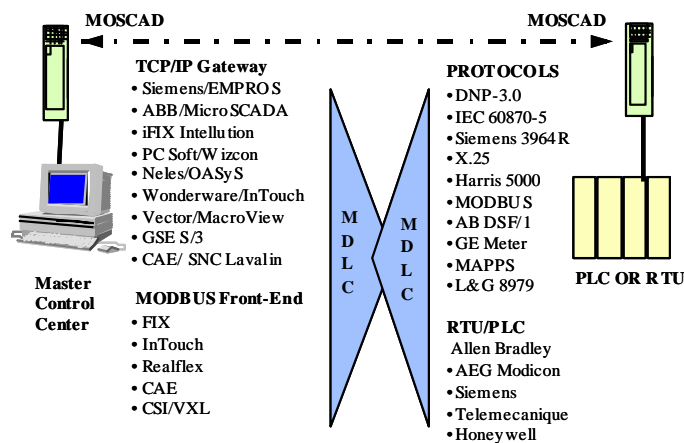 MOSCAD
MOSCAD
TCP/IP Gateway
• Siemens/EMPROS
• ABB/MicroSCADA
• iFIX Intellution
• PC Soft/Wizcon
• Neles/OASyS
• Wonderware/InTouch
• Vector/MacroView
• GSE S/3
• CAE/ SNC Lavalin
MODBUS Front-End
• FIX
• InTouch
• Realflex
• CAE
• CSI/VXL
Master
Control
Center
M
D
L
C
M
D
L
C
PROTOCOLS
• DNP-3.0
• IEC 60870-5
• Siemens 3964R
• X.25
• Harris 5000
• MODBUS
• AB DSF/1
• GE Meter
• MAPPS
• L&G 8979
RTU/PLC
Allen Bradley
• AEG Modicon
• Siemens
• Telemecanique
• Honeywell
PLC OR RTU